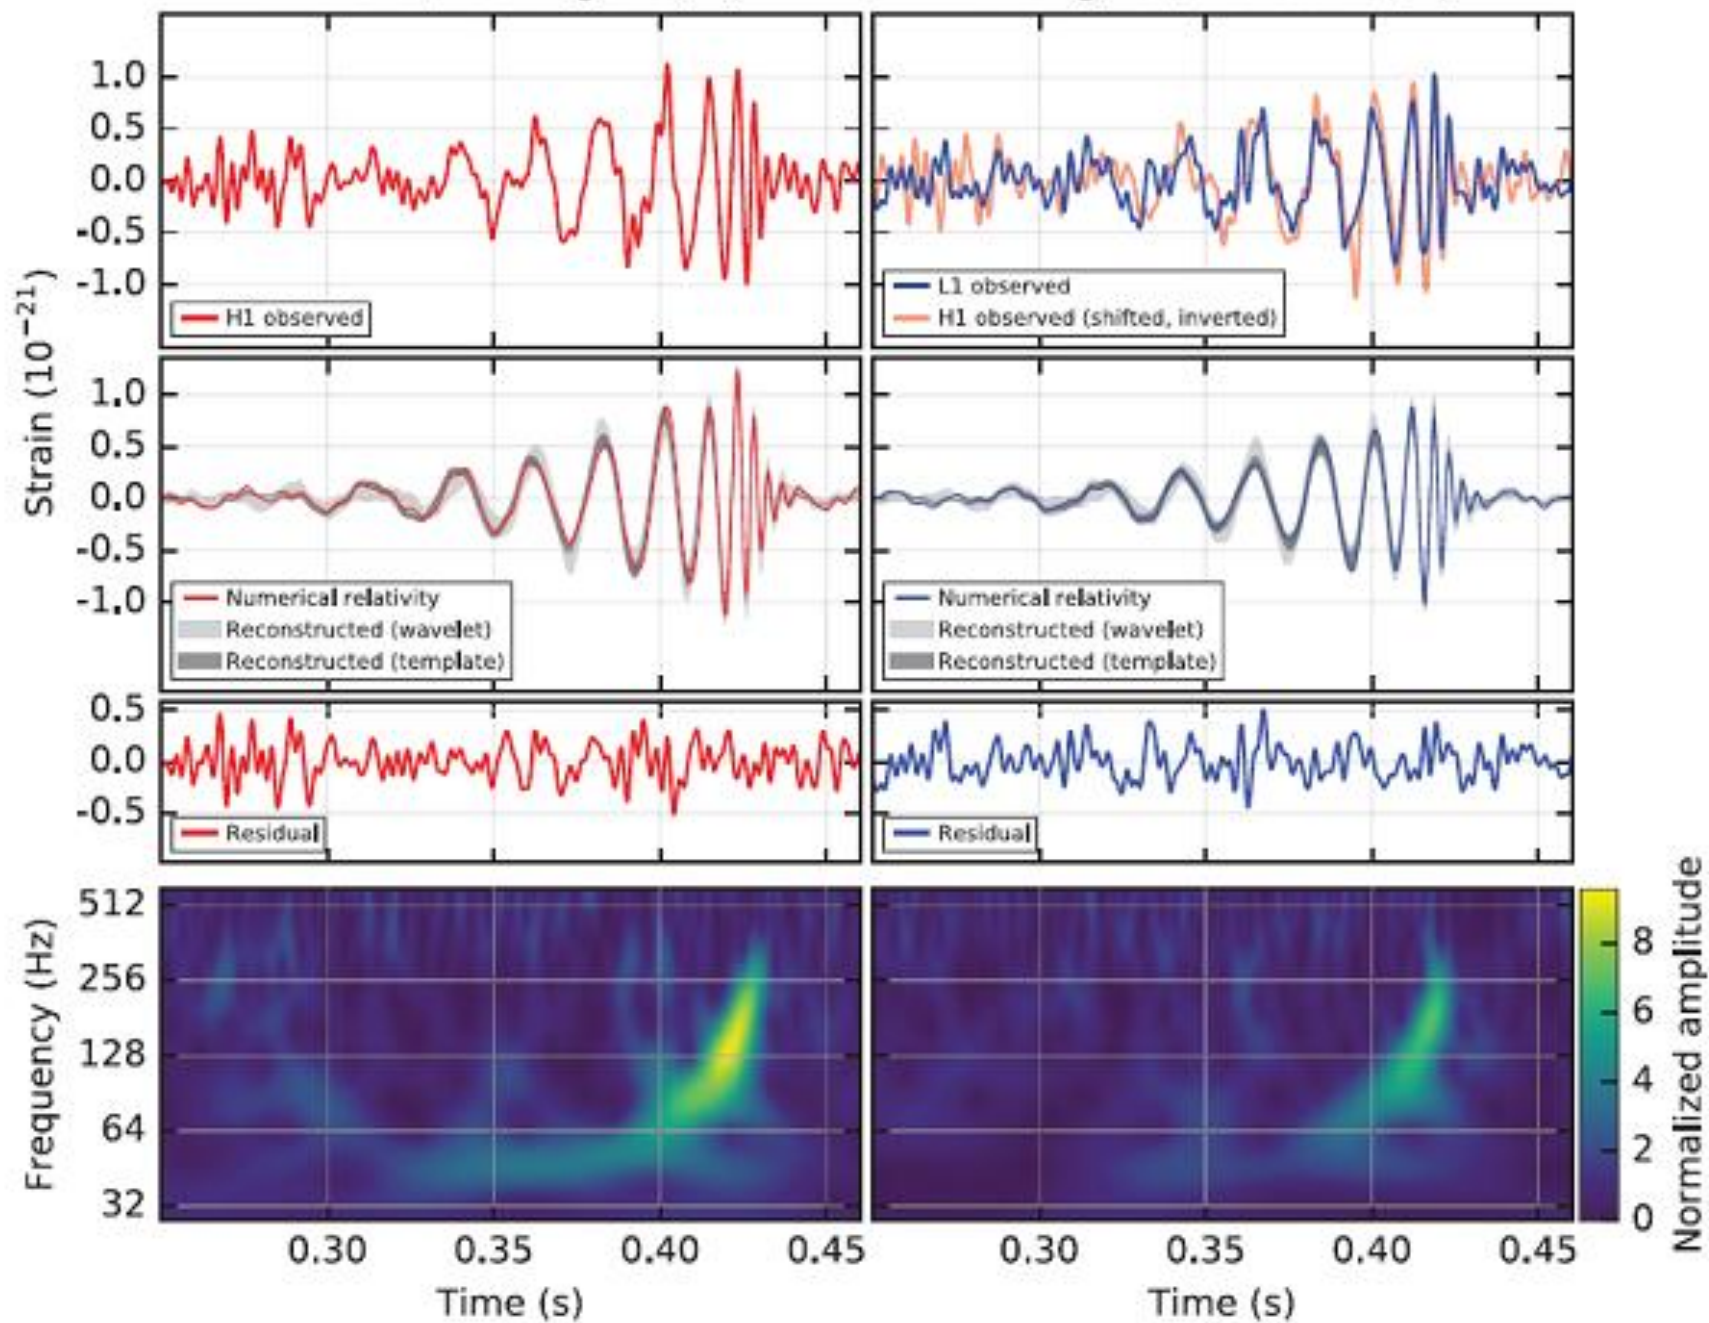 1.0
0.5
0.0
-0.5
-1.0
H1 observed
L1 observed
H1 observed (shifted, inverted)
Strain (10⁻²¹)
1.0
0.5
0.0
-0.5
-1.0
Numerical relativity
Reconstructed (wavelet)
Reconstructed (template)
Numerical relativity
Reconstructed (wavelet)
Reconstructed (template)
0.5
0.0
-0.5
Residual
Residual
Frequency (Hz)
512
256
128
64
32
Normalized amplitude
8
6
4
2
0
0.30 0.35 0.40 0.45
0.30 0.35 0.40 0.45
Time (s)
Time (s)